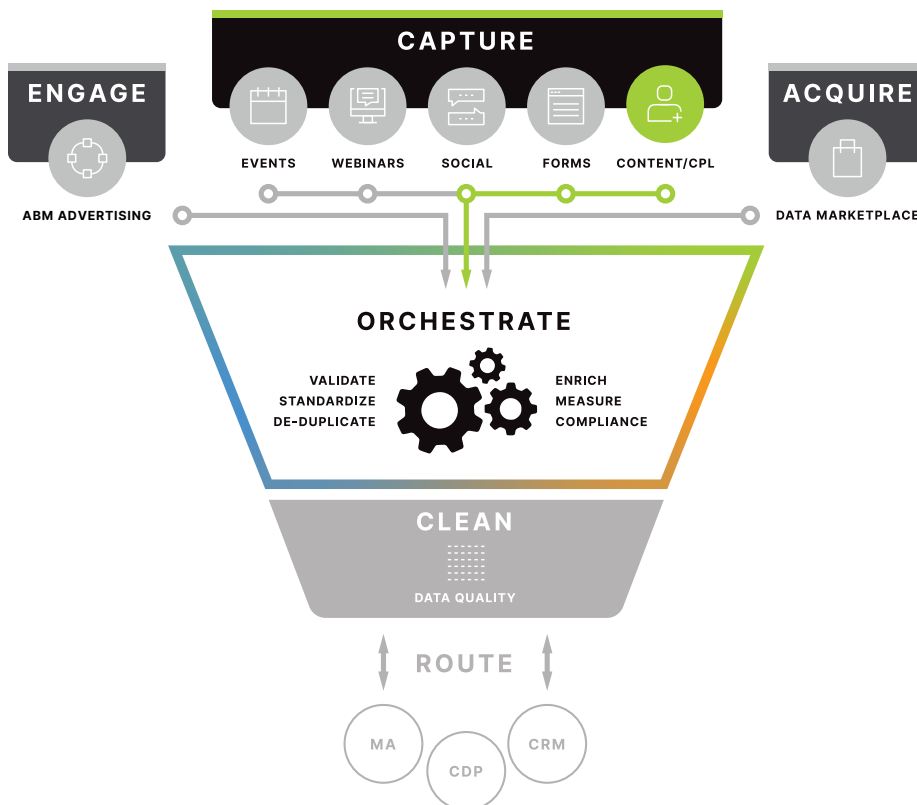 CAPTURE
ENGAGE
ACQUIRE
EVENTS
WEBINARS
SOCIAL
FORMS
CONTENT/CPL
ABM ADVERTISING
DATA MARKETPLACE
ORCHESTRATE
VALIDATE
STANDARDIZE
DE-DUPLICATE
ENRICH
MEASURE
COMPLIANCE
CLEAN
DATA QUALITY
ROUTE
MA
CDP
CRM